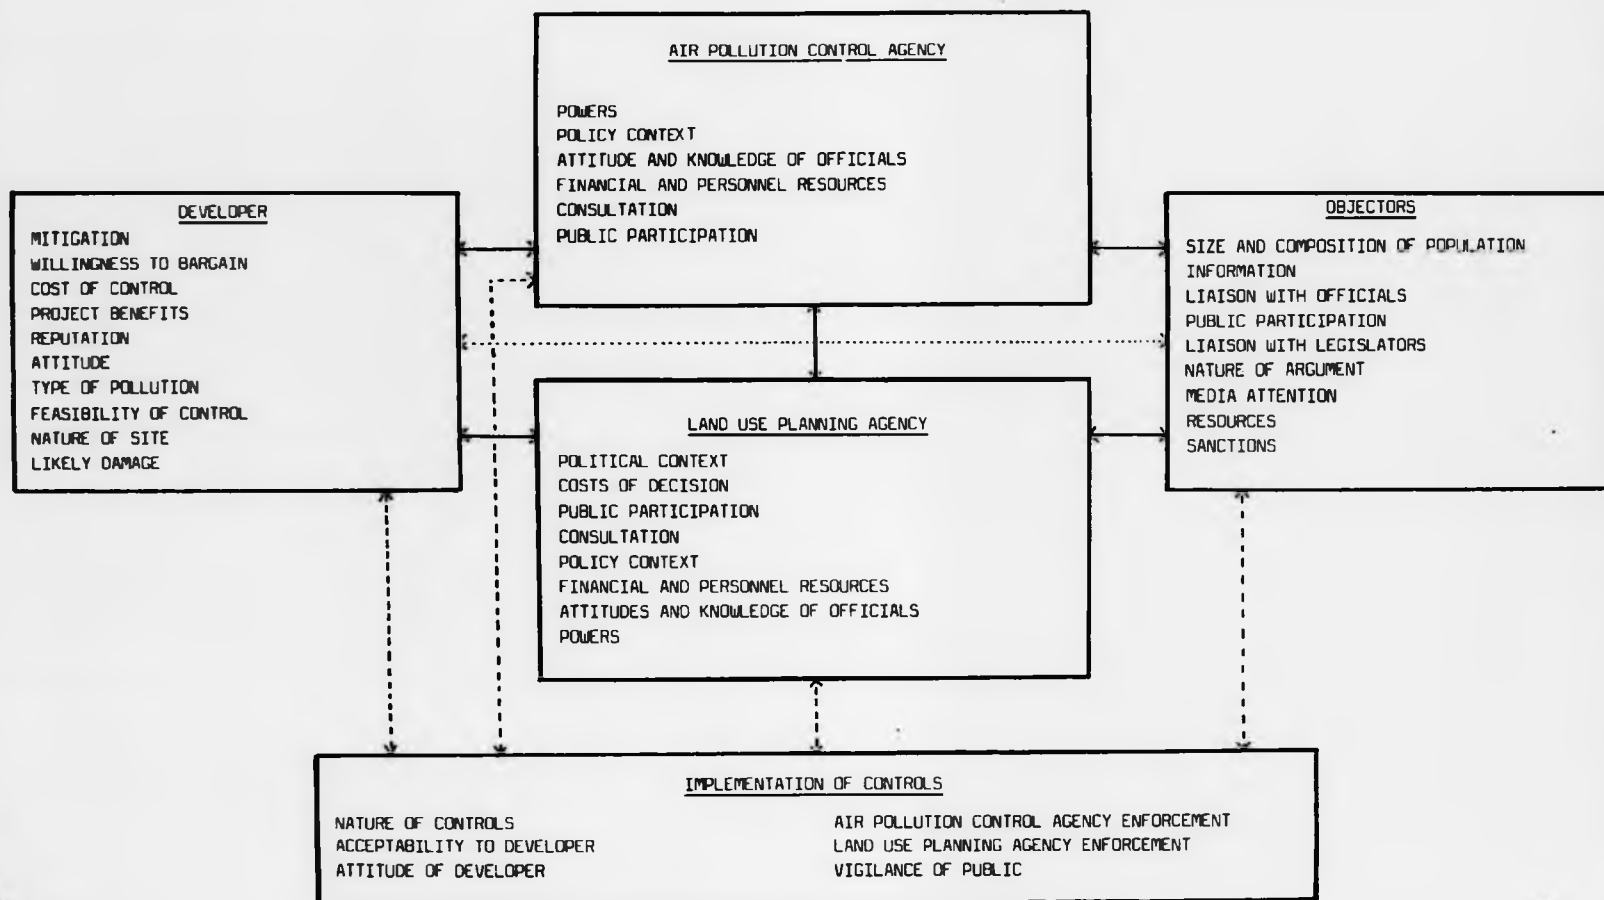 AIR POLLUTION CONTROL AGENCY
POWERS
POLICY CONTEXT
ATTITUDE AND KNOWLEDGE OF OFFICIALS
FINANCIAL AND PERSONNEL RESOURCES
CONSULTATION
PUBLIC PARTICIPATION
DEVELOPER
MITIGATION
WILLINGNESS TO BARGAIN
COST OF CONTROL
PROJECT BENEFITS
REPUTATION
ATTITUDE
TYPE OF POLLUTION
FEASIBILITY OF CONTROL
NATURE OF SITE
LIKELY DAMAGE
OBJECTORS
SIZE AND COMPOSITION OF POPULATION
INFORMATION
LIAISON WITH OFFICIALS
PUBLIC PARTICIPATION
LIAISON WITH LEGISLATORS
NATURE OF ARGUMENT
MEDIA ATTENTION
RESOURCES
SANCTIONS
LAND USE PLANNING AGENCY
POLITICAL CONTEXT
COSTS OF DECISION
PUBLIC PARTICIPATION
CONSULTATION
POLICY CONTEXT
FINANCIAL AND PERSONNEL RESOURCES
ATTITUDES AND KNOWLEDGE OF OFFICIALS
POWERS
IMPLEMENTATION OF CONTROLS
NATURE OF CONTROLS
ACCEPTABILITY TO DEVELOPER
ATTITUDE OF DEVELOPER
AIR POLLUTION CONTROL AGENCY ENFORCEMENT
LAND USE PLANNING AGENCY ENFORCEMENT
VIGILANCE OF PUBLIC